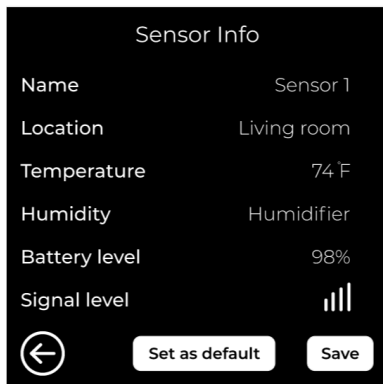 Sensor Info
Name Sensor 1
Location Living room
Temperature 74°F
Humidity Humidifier
Battery level 98%
Signal level
Set as default Save